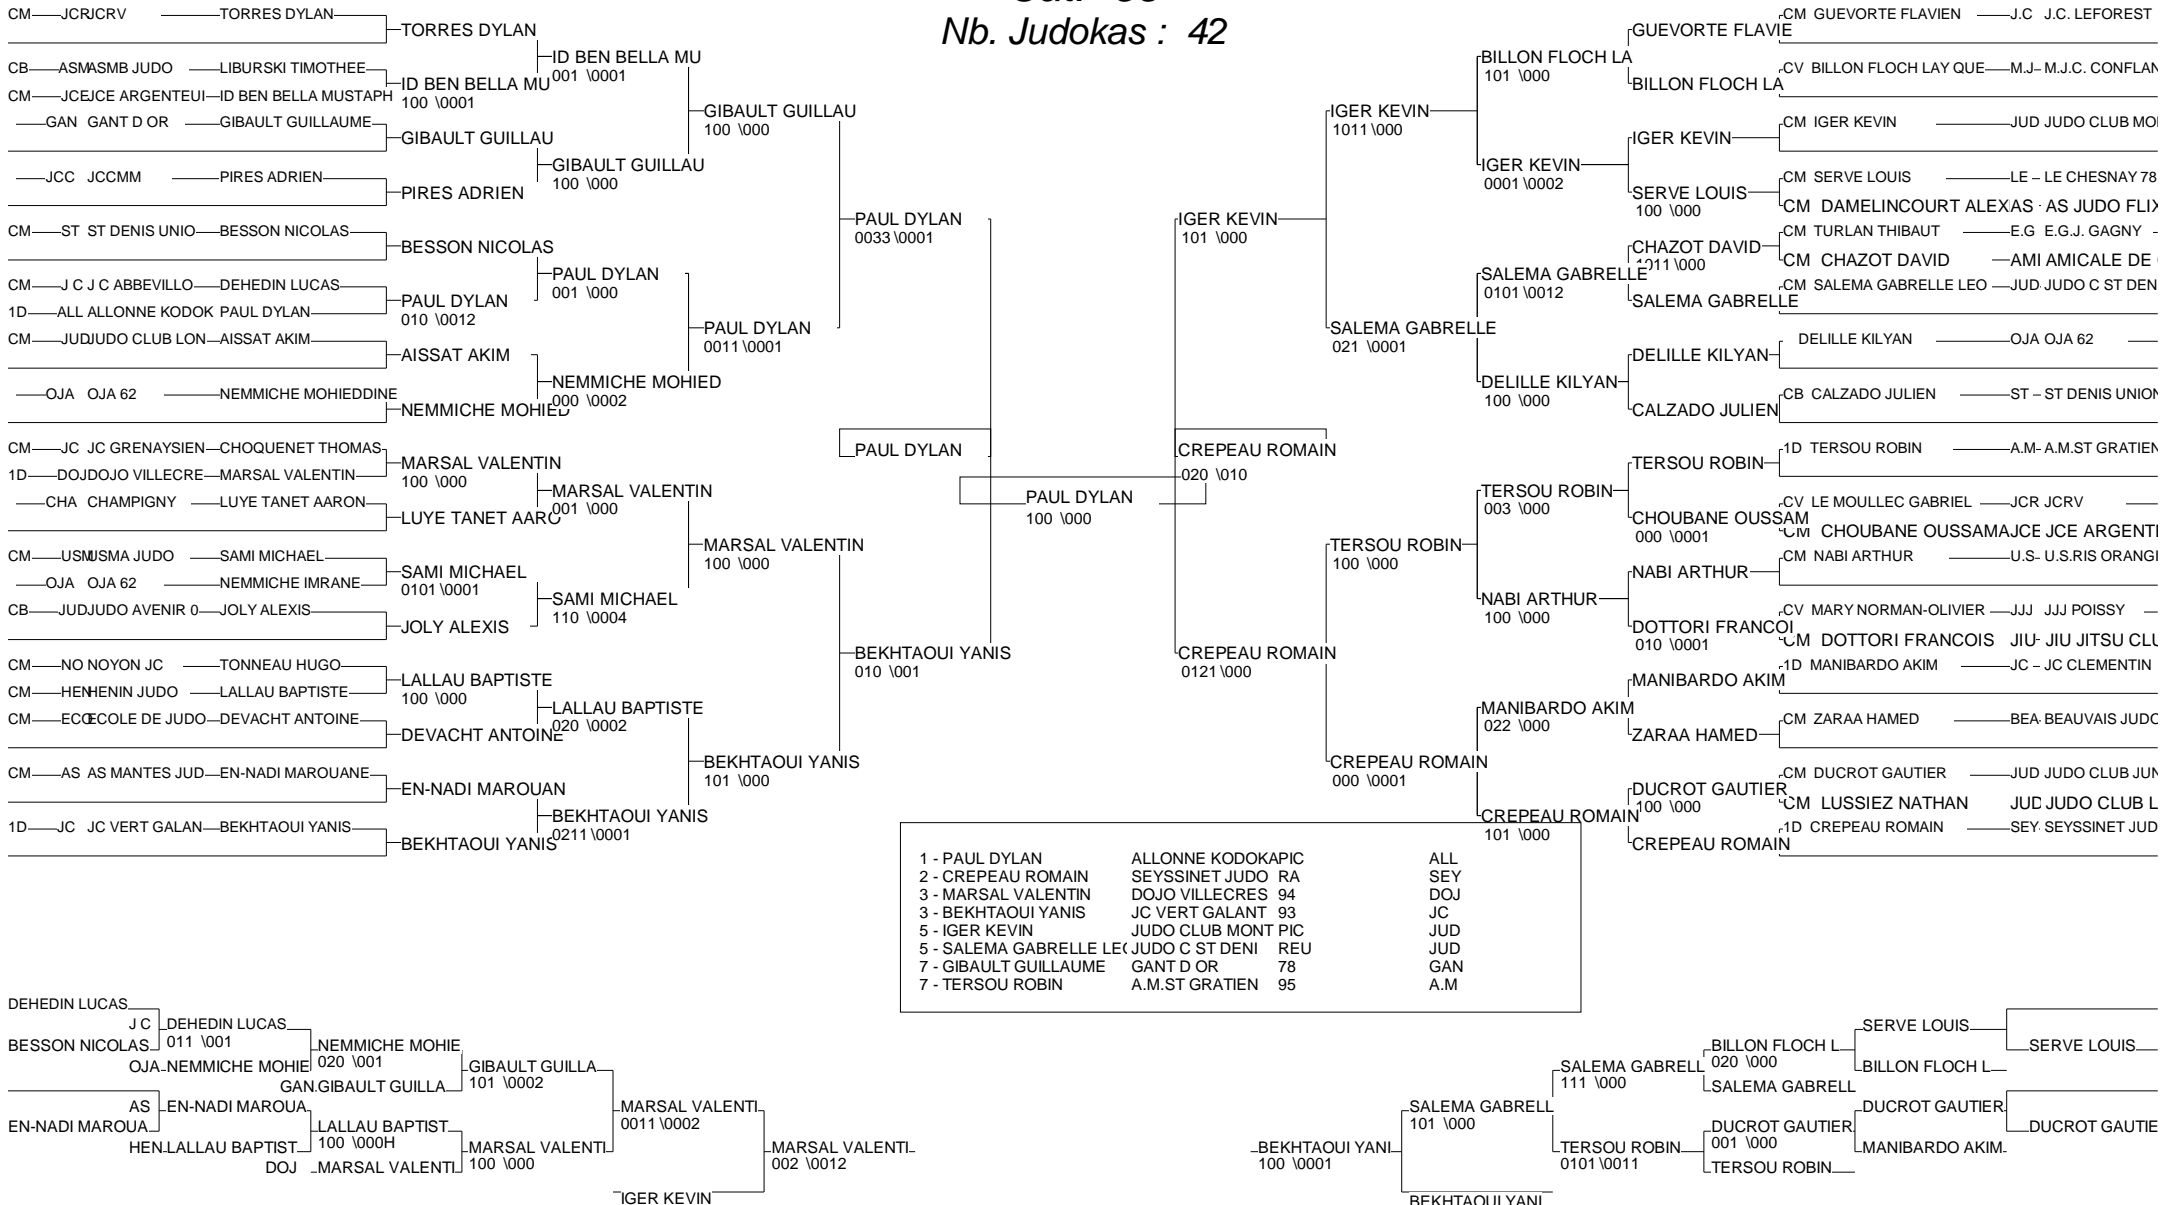 Nb. Judokas : 42
CM JCRJCRV TORRES DYLAN
TORRES DYLAN
ID BEN BELLA MU
001 \0001
CB ASMASMB JUDO LIBURSKI TIMOTHEE
CM JCEJCE ARGENTEUI ID BEN BELLA MUSTAPH
ID BEN BELLA MU
100 \0001
GIBAULT GUILLAU
100 \000
GAN GANT D OR GIBAULT GUILLAUME
GIBAULT GUILLAU
GIBAULT GUILLAU
100 \000
JCC JCCMM PIRES ADRIEN
PIRES ADRIEN
PAUL DYLAN
0033 \0001
CM ST ST DENIS UNIO BESSON NICOLAS
BESSON NICOLAS
PAUL DYLAN
001 \000
CM J C J C ABBEVILLO DEHEDIN LUCAS
1D ALL ALLONNE KODOK PAUL DYLAN
PAUL DYLAN
010 \0012
PAUL DYLAN
0011 \0001
CM JUDJUDO CLUB LON AISSAT AKIM
AISSAT AKIM
NEMMICHE MOHIED
000 \0002
OJA OJA 62 NEMMICHE MOHIEDDINE
NEMMICHE MOHIED
PAUL DYLAN
CM JC JC GRENAYSIEN CHOQUENET THOMAS
1D DOJDOJO VILLECRE MARSAL VALENTIN
MARSAL VALENTIN
100 \000
MARSAL VALENTIN
001 \000
CHA CHAMPIGNY LUYE TANET AARON
LUYE TANET AARO
PAUL DYLAN
100 \000
MARSAL VALENTIN
100 \000
CM USMUSMA JUDO SAMI MICHAEL
OJA OJA 62 NEMMICHE IMRANE
SAMI MICHAEL
0101 \0001
SAMI MICHAEL
110 \0004
CB JUDJUDO AVENIR 0 JOLY ALEXIS
JOLY ALEXIS
BEKHTAOUI YANIS
010 \001
CM NO NOYON JC TONNEAU HUGO
CM HENHENIN JUDO LALLAU BAPTISTE
LALLAU BAPTISTE
100 \000
LALLAU BAPTISTE
020 \0002
CM ECOECOLE DE JUDO DEVACHT ANTOINE
DEVACHT ANTOINE
BEKHTAOUI YANIS
101 \000
CM AS AS MANTES JUD EN-NADI MAROUANE
EN-NADI MAROUAN
BEKHTAOUI YANIS
0211 \0001
1D JC JC VERT GALAN BEKHTAOUI YANIS
BEKHTAOUI YANIS
CM GUEVORTE FLAVIEN J.C J.C. LEFOREST
GUEVORTE FLAVIE
BILLON FLOCH LA
101 \000
CV BILLON FLOCH LAY QUE M.J M.J.C. CONFLAN
BILLON FLOCH LA
IGER KEVIN
1011 \000
CM IGER KEVIN JUD JUDO CLUB MO
IGER KEVIN
IGER KEVIN
0001 \0002
CM SERVE LOUIS LE LE CHESNAY 78
SERVE LOUIS
100 \000
CM DAMELINCOURT ALEX AS AS JUDO FLIX
IGER KEVIN
101 \000
CM TURLAN THIBAUT E.G E.G.J. GAGNY
CHAZOT DAVID
1011 \000
CM CHAZOT DAVID AMI AMICALE DE
SALEMA GABRELLE
0101 \0012
CM SALEMA GABRELLE LEO JUD JUDO C ST DEN
SALEMA GABRELLE
SALEMA GABRELLE
021 \0001
DELILLE KILYAN OJA OJA 62
DELILLE KILYAN
DELILLE KILYAN
100 \000
CB CALZADO JULIEN ST ST DENIS UNION
CALZADO JULIEN
CREPEAU ROMAIN
020 \010
1D TERSOU ROBIN A.M A.M.ST GRATIEN
TERSOU ROBIN
TERSOU ROBIN
003 \000
CV LE MOULLEC GABRIEL JCR JCRV
CHOUBANE OUSSAM
000 \0001
CM CHOUBANE OUSSAMAJCE JCE ARGENT
TERSOU ROBIN
100 \000
CM NABI ARTHUR U.S U.S.RIS ORANGI
NABI ARTHUR
NABI ARTHUR
100 \000
CV MARY NORMAN-OLIVIER JJJ JJJ POISSY
DOTTORI FRANCOI
010 \0001
CM DOTTORI FRANCOIS JIU JIU JITSU CLU
CREPEAU ROMAIN
0121 \000
1D MANIBARDO AKIM JC JC CLEMENTIN
MANIBARDO AKIM
MANIBARDO AKIM
022 \000
CM ZARAA HAMED BEA BEAUVAIS JUDO
ZARAA HAMED
CREPEAU ROMAIN
000 \0001
CM DUCROT GAUTIER JUD JUDO CLUB JUN
DUCROT GAUTIER
100 \000
CM LUSSIEZ NATHAN JUD JUDO CLUB L
CREPEAU ROMAIN
101 \000
1D CREPEAU ROMAIN SEY SEYSSINET JUD
CREPEAU ROMAIN
1 - PAUL DYLAN ALLONNE KODOKAPIC ALL
2 - CREPEAU ROMAIN SEYSSINET JUDO RA SEY
3 - MARSAL VALENTIN DOJO VILLECRES 94 DOJ
3 - BEKHTAOUI YANIS JC VERT GALANT 93 JC
5 - IGER KEVIN JUDO CLUB MONT PIC JUD
5 - SALEMA GABRELLE LEO JUDO C ST DENI REU JUD
7 - GIBAULT GUILLAUME GANT D OR 78 GAN
7 - TERSOU ROBIN A.M.ST GRATIEN 95 A.M
DEHEDIN LUCAS
J C DEHEDIN LUCAS
011 \001
BESSON NICOLAS
NEMMICHE MOHIE
020 \001
OJA NEMMICHE MOHIE
GIBAULT GUILLA
101 \0002
GAN GIBAULT GUILLA
AS EN-NADI MAROUA
EN-NADI MAROUA
MARSAL VALENTI
0011 \0002
LALLAU BAPTIST
100 \000H
HEN LALLAU BAPTIST
MARSAL VALENTI
100 \000
DOJ MARSAL VALENTI
MARSAL VALENTI
002 \0012
IGER KEVIN
SERVE LOUIS
SERVE LOUIS
BILLON FLOCH L
020 \000
BILLON FLOCH L
SALEMA GABRELL
111 \000
SALEMA GABRELL
SALEMA GABRELL
101 \000
DUCROT GAUTIER
DUCROT GAUTIE
DUCROT GAUTIER
001 \000
MANIBARDO AKIM
BEKHTAOUI YANI
100 \0001
TERSOU ROBIN
0101 \0011
TERSOU ROBIN
BEKHTAOUI YANI